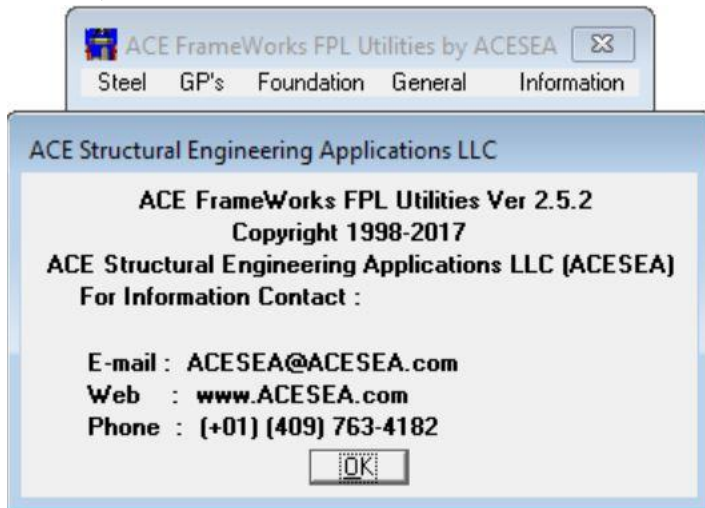 ACE FrameWorks FPL Utilities by ACESEA
Steel GP's Foundation General Information
ACE Structural Engineering Applications LLC
ACE FrameWorks FPL Utilities Ver 2.5.2
Copyright 1998-2017
ACE Structural Engineering Applications LLC (ACESEA)
For Information Contact :
E-mail : ACESEA@ACESEA.com
Web : www.ACESEA.com
Phone : (+01) (409) 763-4182
OK